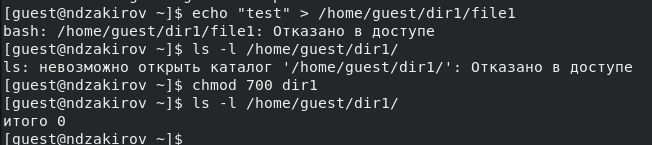 [guest@ndzakirov ~]$ echo "test" > /home/guest/dir1/file1
bash: /home/guest/dir1/file1: Отказано в доступе
[guest@ndzakirov ~]$ ls -l /home/guest/dir1/
ls: невозможно открыть каталог '/home/guest/dir1/': Отказано в доступе
[guest@ndzakirov ~]$ chmod 700 dir1
[guest@ndzakirov ~]$ ls -l /home/guest/dir1/
итого 0
[guest@ndzakirov ~]$